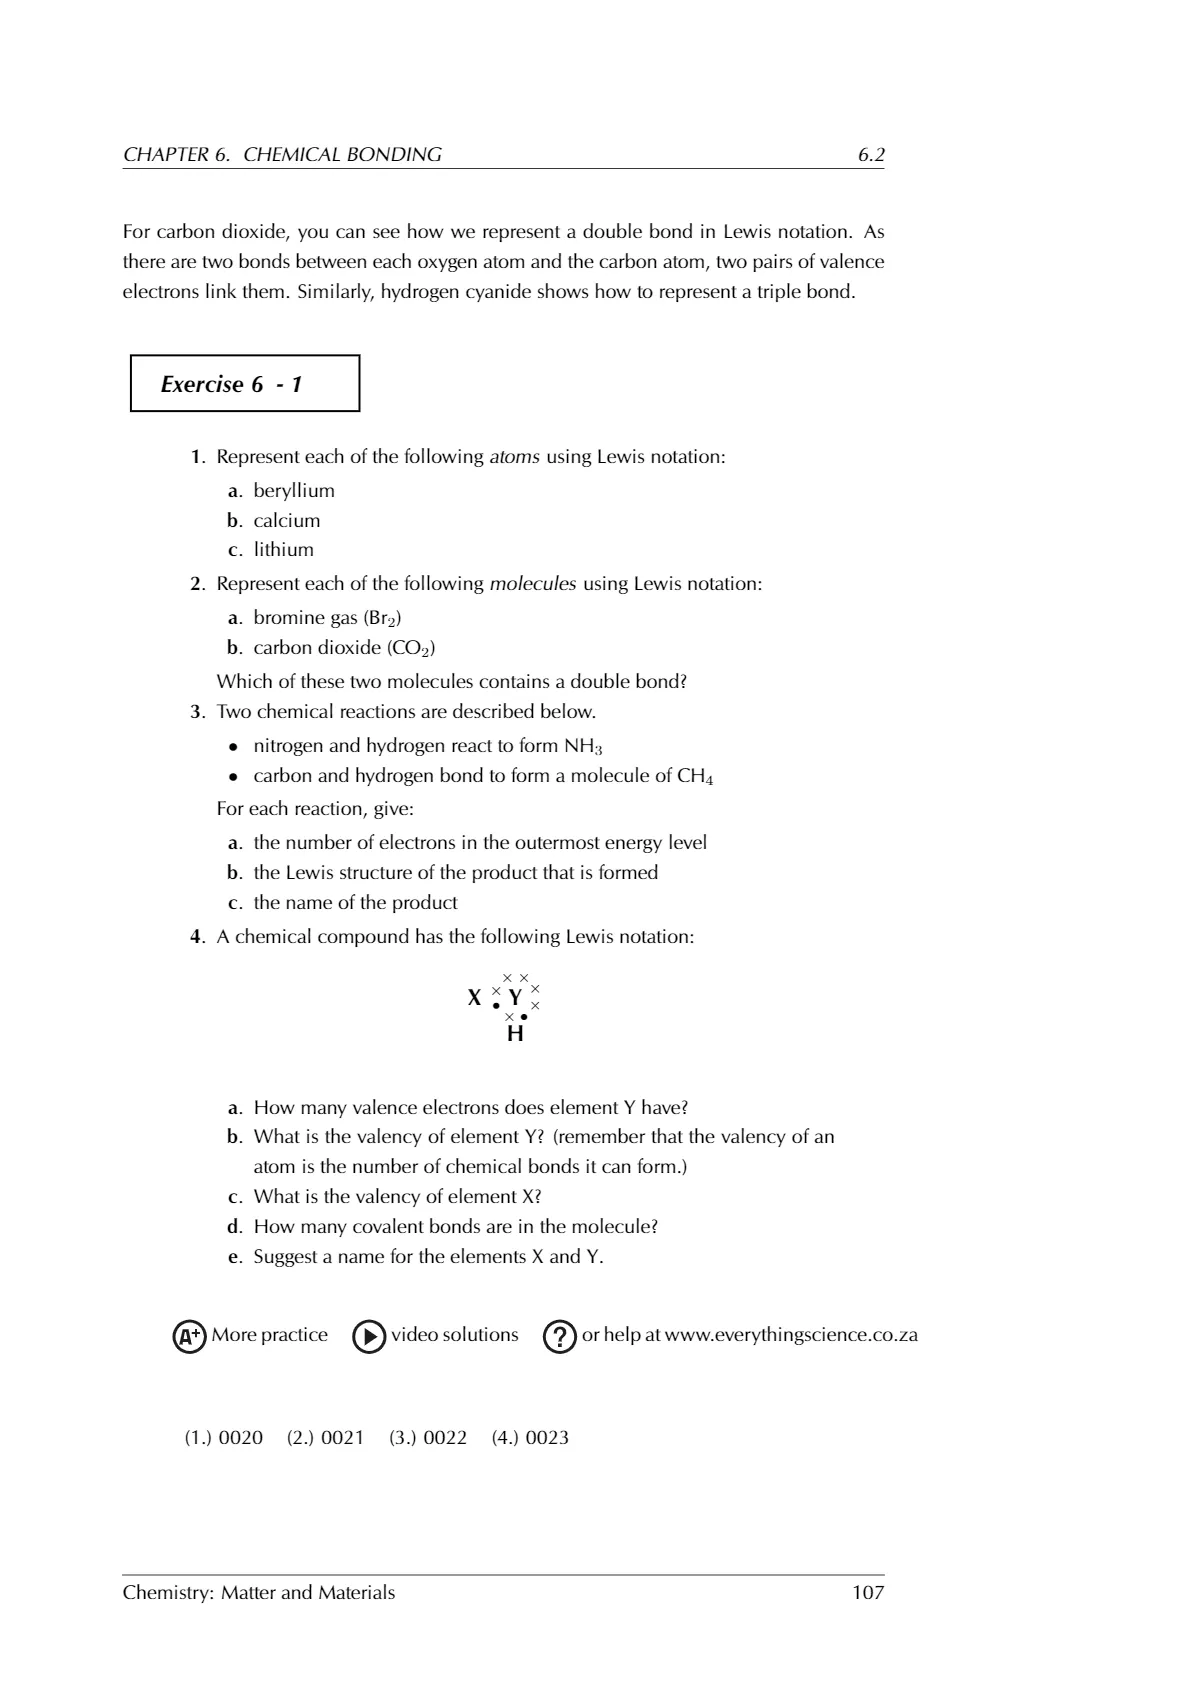 CHAPTER 6. CHEMICAL BONDING 6.2
For carbon dioxide, you can see how we represent a double bond in Lewis notation. As
there are two bonds between each oxygen atom and the carbon atom, two pairs of valence
electrons link them. Similarly, hydrogen cyanide shows how to represent a triple bond.
Exercise 6 - 1
1. Represent each of the following atoms using Lewis notation:
a. beryllium
b. calcium
c. lithium
2. Represent each of the following molecules using Lewis notation:
a. bromine gas (Br₂)
b. carbon dioxide (CO₂)
Which of these two molecules contains a double bond?
3. Two chemical reactions are described below.
• nitrogen and hydrogen react to form NH₃
• carbon and hydrogen bond to form a molecule of CH₄
For each reaction, give:
a. the number of electrons in the outermost energy level
b. the Lewis structure of the product that is formed
c. the name of the product
4. A chemical compound has the following Lewis notation:
× ×
X × • Y × ×
× •
H
a. How many valence electrons does element Y have?
b. What is the valency of element Y? (remember that the valency of an
atom is the number of chemical bonds it can form.)
c. What is the valency of element X?
d. How many covalent bonds are in the molecule?
e. Suggest a name for the elements X and Y.
A+ More practice video solutions ? or help at www.everythingscience.co.za
(1.) 0020 (2.) 0021 (3.) 0022 (4.) 0023
Chemistry: Matter and Materials 107